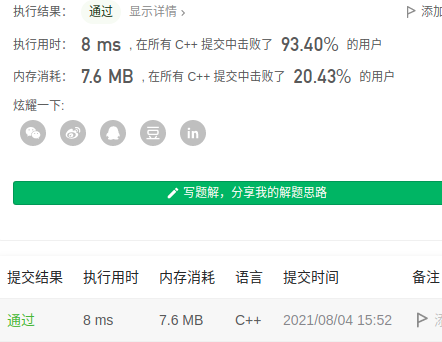 执行结果： 通过 显示详情 › 添加
执行用时： 8 ms , 在所有 C++ 提交中击败了 93.40% 的用户
内存消耗： 7.6 MB , 在所有 C++ 提交中击败了 20.43% 的用户
炫耀一下:
豆 in
写题解，分享我的解题思路
提交结果 执行用时 内存消耗 语言 提交时间 备注
通过 8 ms 7.6 MB C++ 2021/08/04 15:52